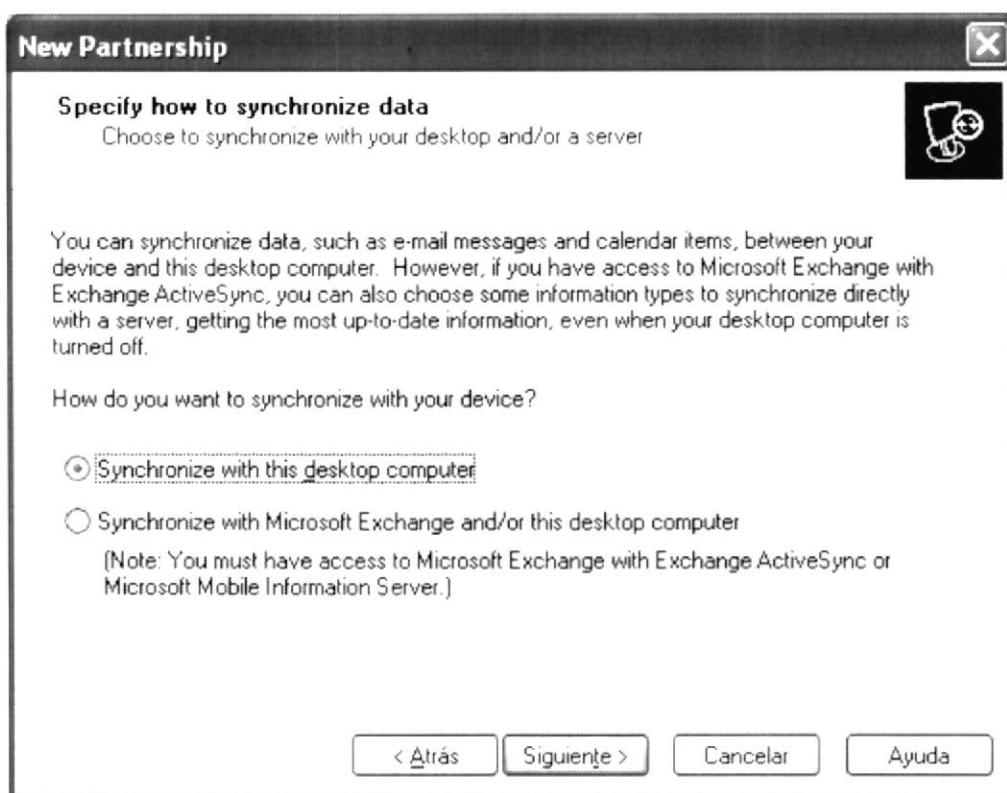 New Partnership
Specify how to synchronize data
Choose to synchronize with your desktop and/or a server
You can synchronize data, such as e-mail messages and calendar items, between your
device and this desktop computer.  However, if you have access to Microsoft Exchange with
Exchange ActiveSync, you can also choose some information types to synchronize directly
with a server, getting the most up-to-date information, even when your desktop computer is
turned off.
How do you want to synchronize with your device?
Synchronize with this desktop computer
Synchronize with Microsoft Exchange and/or this desktop computer
(Note: You must have access to Microsoft Exchange with Exchange ActiveSync or
Microsoft Mobile Information Server.)
< Atrás   Siguiente >   Cancelar   Ayuda